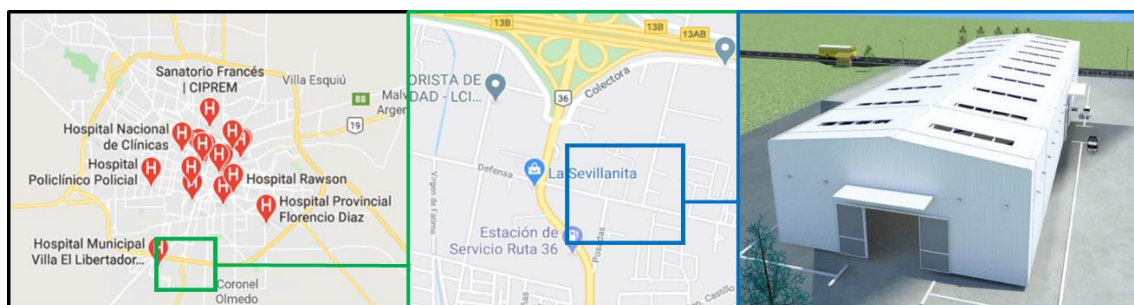 Sanatorio Francés
| CIPREM
Villa Esquiú
88
Malv
Argen
19
Hospital Nacional
de Clínicas
Hospital
Policlínico Policial
Hospital Rawson
Hospital Provincial
Florencio Diaz
Hospital Municipal
Villa El Libertador...
Coronel
Olmedo
13B
13B
13AB
ORISTA DE
DAD - LCI...
36
Colectora
Defensa
La Sevillanita
Virgen de Fátima
Estación de
Servicio Ruta 36
Posadas
ñas
n. Castillo